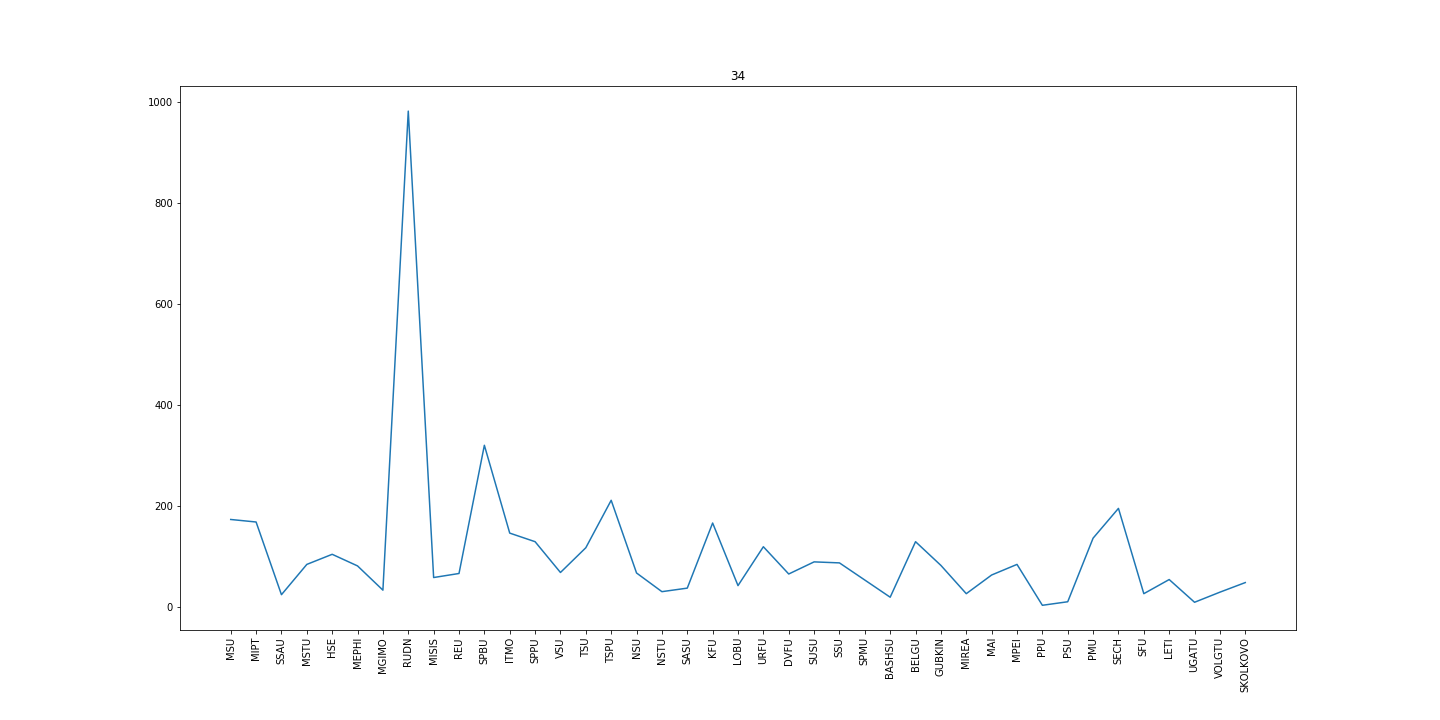 34
1000
800
600
400
200
0
MSU
MIPT
SSAU
MSTU
HSE
MEPHI
MGIMO
RUDN
MISIS
REU
SPBU
ITMO
SPPU
VSU
TSU
TSPU
NSU
NSTU
SASU
KFU
LOBU
URFU
DVFU
SUSU
SSU
SPMU
BASHSU
BELGU
GUBKIN
MIREA
MAI
MPEI
PPU
PSU
PMU
SECH
SFU
LETI
UGATU
VOLGTU
SKOLKOVO